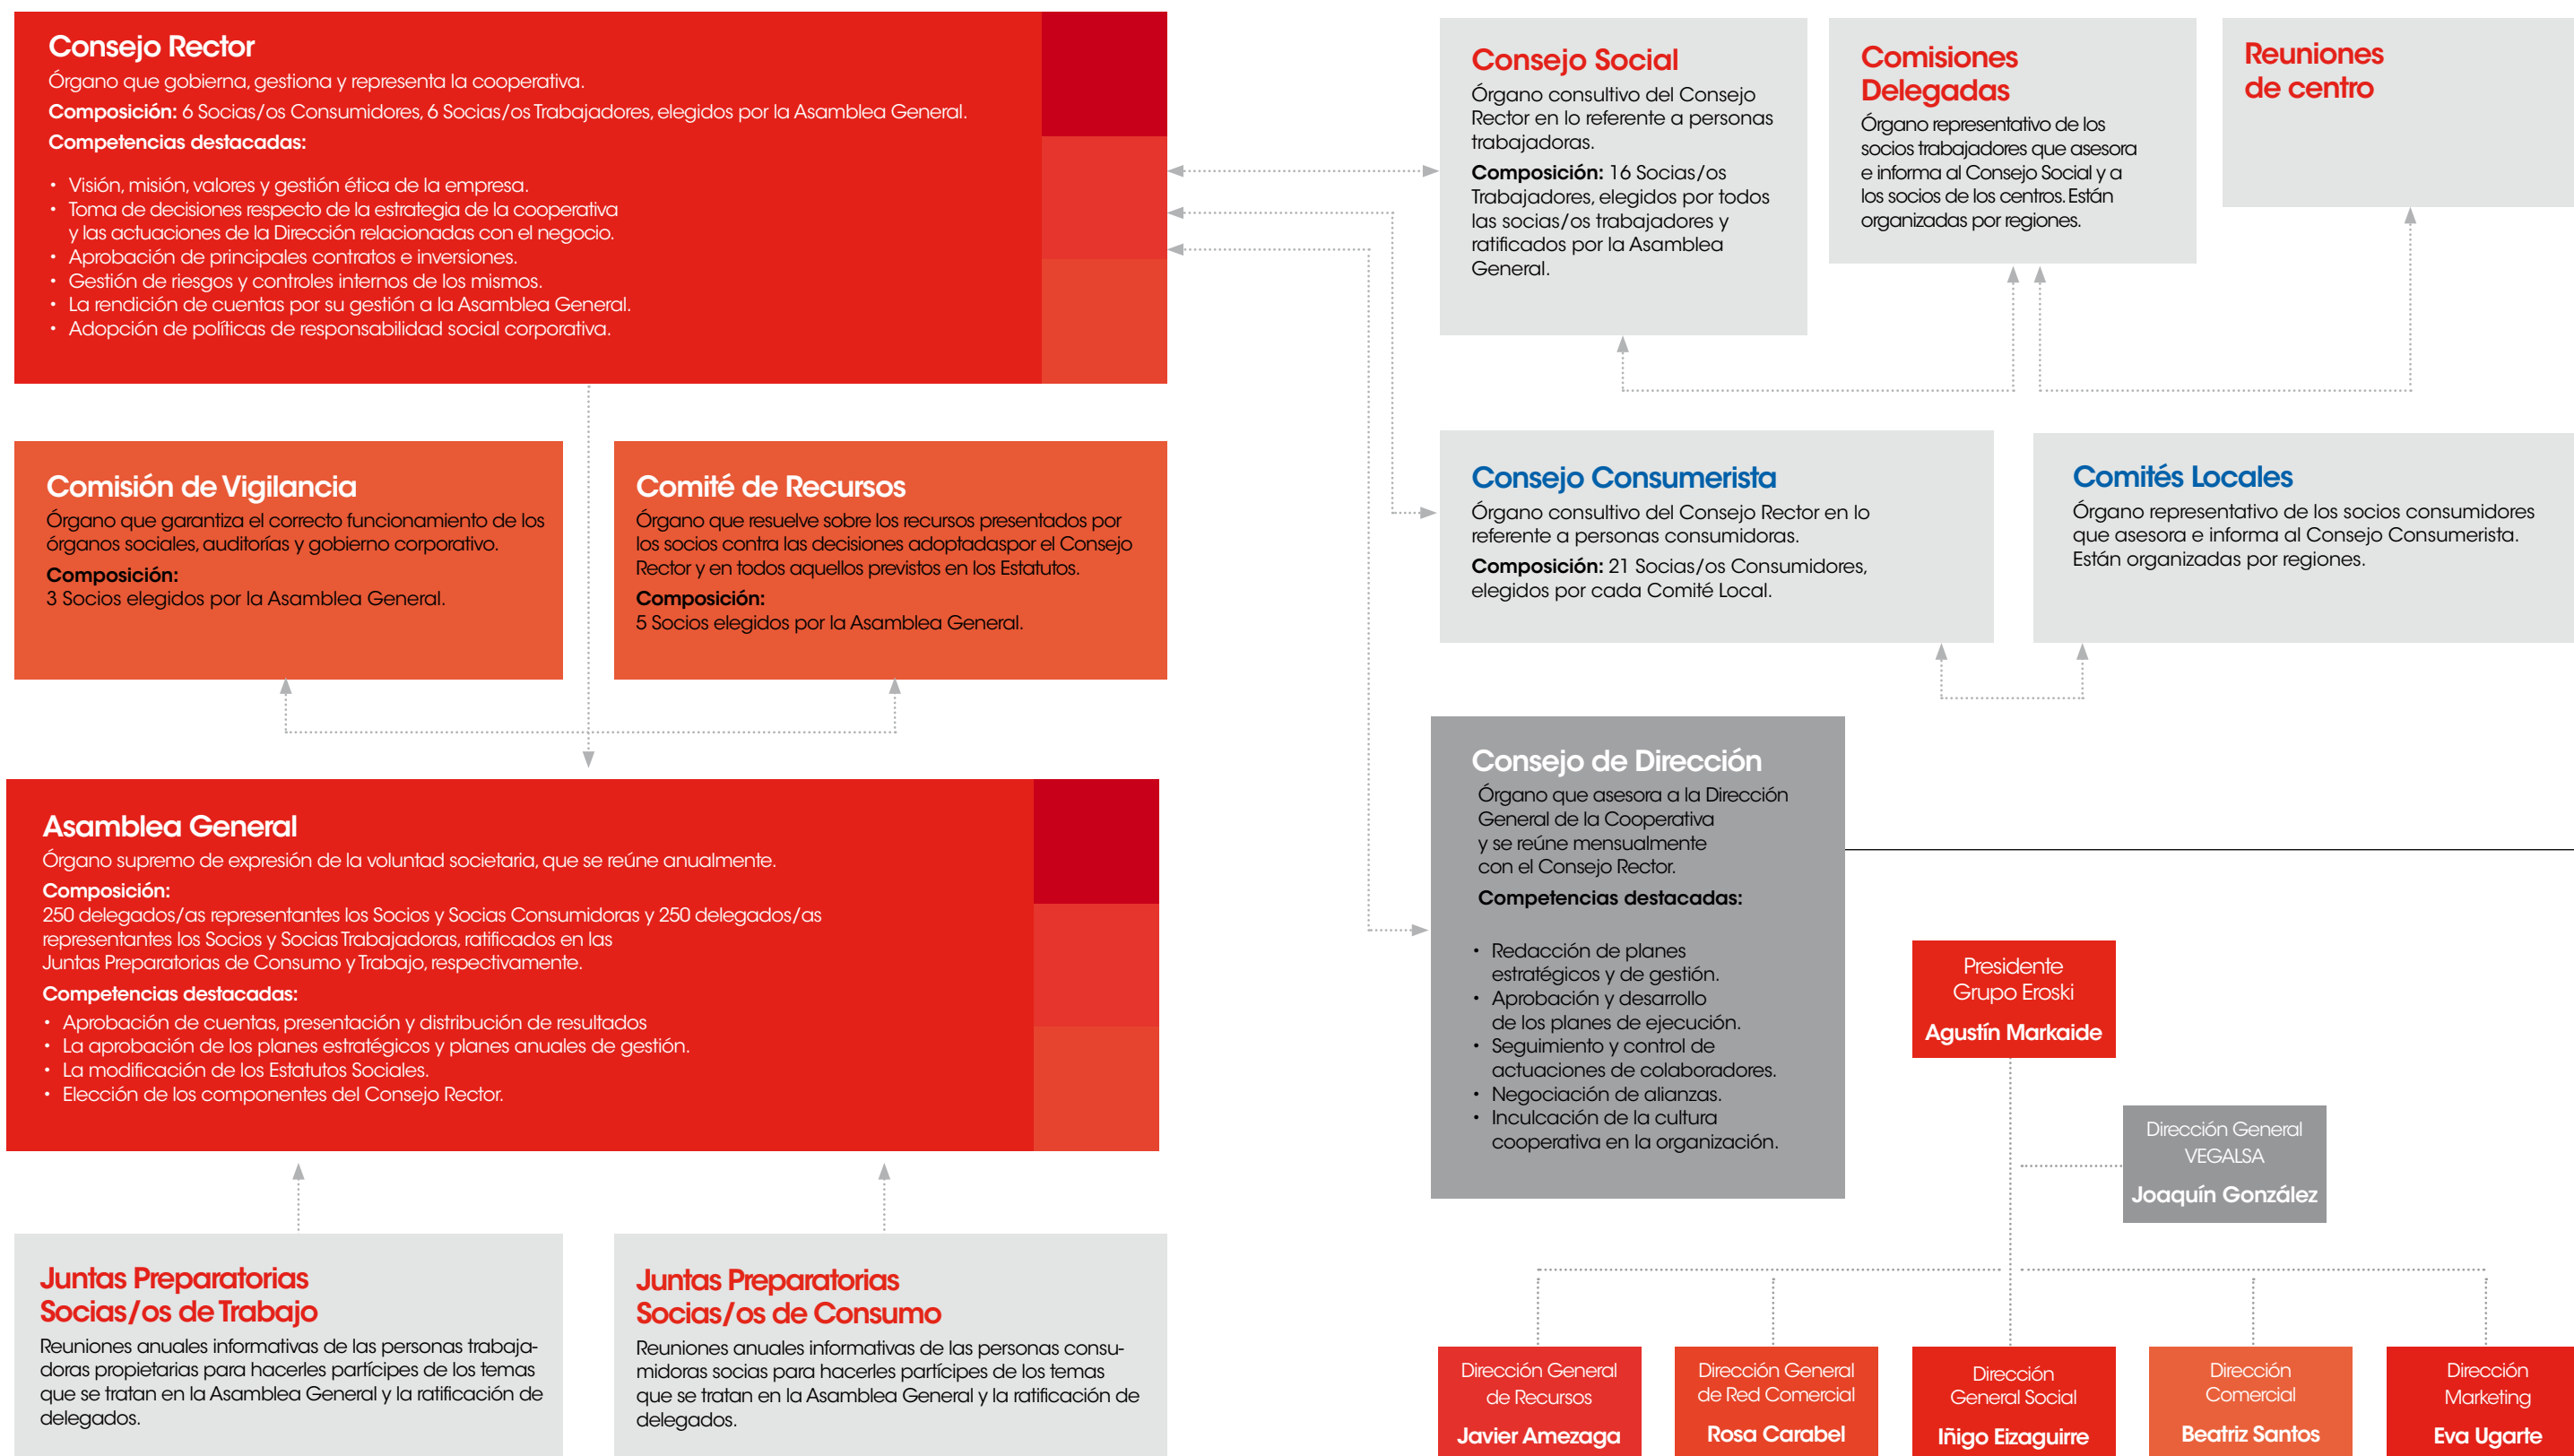 Consejo Rector
Órgano que gobierna, gestiona y representa la cooperativa.
Composición: 6 Socias/os Consumidores, 6 Socias/os Trabajadores, elegidos por la Asamblea General.
Competencias destacadas:
• Visión, misión, valores y gestión ética de la empresa.
• Toma de decisiones respecto de la estrategia de la cooperativa
y las actuaciones de la Dirección relacionadas con el negocio.
• Aprobación de principales contratos e inversiones.
• Gestión de riesgos y controles internos de los mismos.
• La rendición de cuentas por su gestión a la Asamblea General.
• Adopción de políticas de responsabilidad social corporativa.
Comisión de Vigilancia
Órgano que garantiza el correcto funcionamiento de los
órganos sociales, auditorías y gobierno corporativo.
Composición:
3 Socios elegidos por la Asamblea General.
Comité de Recursos
Órgano que resuelve sobre los recursos presentados por
los socios contra las decisiones adoptadaspor el Consejo
Rector y en todos aquellos previstos en los Estatutos.
Composición:
5 Socios elegidos por la Asamblea General.
Asamblea General
Órgano supremo de expresión de la voluntad societaria, que se reúne anualmente.
Composición:
250 delegados/as representantes los Socios y Socias Consumidoras y 250 delegados/as
representantes los Socios y Socias Trabajadoras, ratificados en las
Juntas Preparatorias de Consumo y Trabajo, respectivamente.
Competencias destacadas:
• Aprobación de cuentas, presentación y distribución de resultados
• La aprobación de los planes estratégicos y planes anuales de gestión.
• La modificación de los Estatutos Sociales.
• Elección de los componentes del Consejo Rector.
Juntas Preparatorias
Socias/os de Trabajo
Reuniones anuales informativas de las personas trabaja-
doras propietarias para hacerles partícipes de los temas
que se tratan en la Asamblea General y la ratificación de
delegados.
Juntas Preparatorias
Socias/os de Consumo
Reuniones anuales informativas de las personas consu-
midoras socias para hacerles partícipes de los temas
que se tratan en la Asamblea General y la ratificación de
delegados.
Consejo Social
Órgano consultivo del Consejo
Rector en lo referente a personas
trabajadoras.
Composición: 16 Socias/os
Trabajadores, elegidos por todos
las socias/os trabajadores y
ratificados por la Asamblea
General.
Comisiones
Delegadas
Órgano representativo de los
socios trabajadores que asesora
e informa al Consejo Social y a
los socios de los centros. Están
organizadas por regiones.
Reuniones
de centro
Consejo Consumerista
Órgano consultivo del Consejo Rector en lo
referente a personas consumidoras.
Composición: 21 Socias/os Consumidores,
elegidos por cada Comité Local.
Comités Locales
Órgano representativo de los socios consumidores
que asesora e informa al Consejo Consumerista.
Están organizadas por regiones.
Consejo de Dirección
Órgano que asesora a la Dirección
General de la Cooperativa
y se reúne mensualmente
con el Consejo Rector.
Competencias destacadas:
• Redacción de planes
estratégicos y de gestión.
• Aprobación y desarrollo
de los planes de ejecución.
• Seguimiento y control de
actuaciones de colaboradores.
• Negociación de alianzas.
• Inculcación de la cultura
cooperativa en la organización.
Presidente
Grupo Eroski
Agustín Markaide
Dirección General
VEGALSA
Joaquín González
Dirección General
de Recursos
Javier Amezaga
Dirección General
de Red Comercial
Rosa Carabel
Dirección
General Social
Iñigo Eizaguirre
Dirección
Comercial
Beatriz Santos
Dirección
Marketing
Eva Ugarte